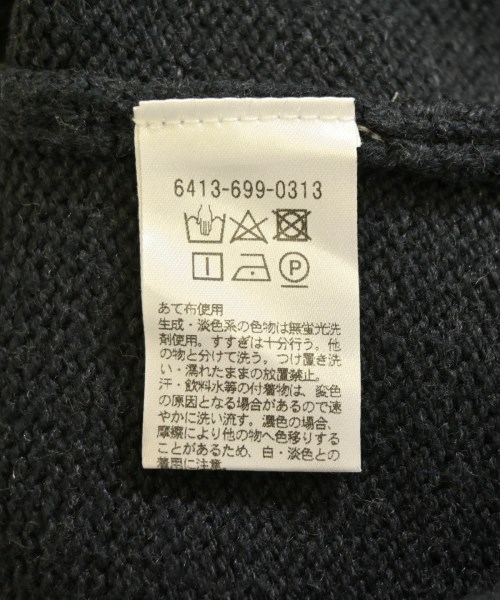 6413-699-0313
P
あて布使用
生成・淡色系の色物は無蛍光洗
剤使用。すすぎは十分行う。他
の物と分けて洗う。つけ置き洗
い・濡れたままの放置禁止。
汗・飲料水等の付着物は、変色
の原因となる場合があるので速
やかに洗い流す。濃色の場合、
摩擦により他の物へ色移りする
ことがあるため、白・淡色との
着用に注意。